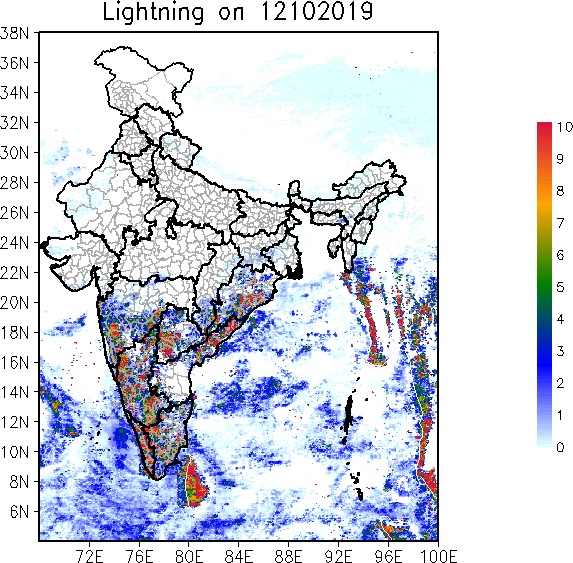 Lightning on 12102019
38N
36N
34N
32N
30N
28N
26N
24N
22N
20N
18N
16N
14N
12N
10N
8N
6N
72E 76E 80E 84E 88E 92E 96E 100E
10
9
8
7
6
5
4
3
2
1
0